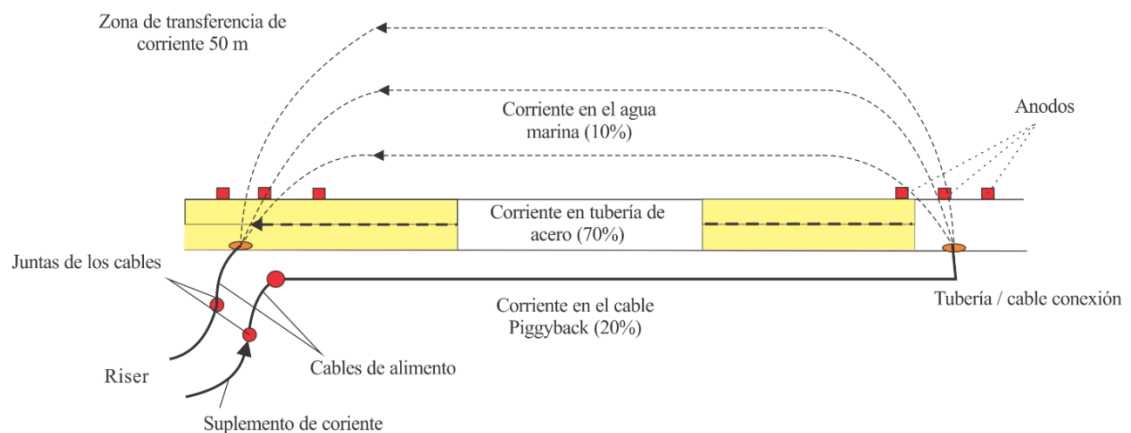 Zona de transferencia de
corriente 50 m
Corriente en el agua
marina (10%)
Anodos
Corriente en tubería de
acero (70%)
Juntas de los cables
Tubería / cable conexión
Corriente en el cable
Piggyback (20%)
Cables de alimento
Riser
Suplemento de coriente